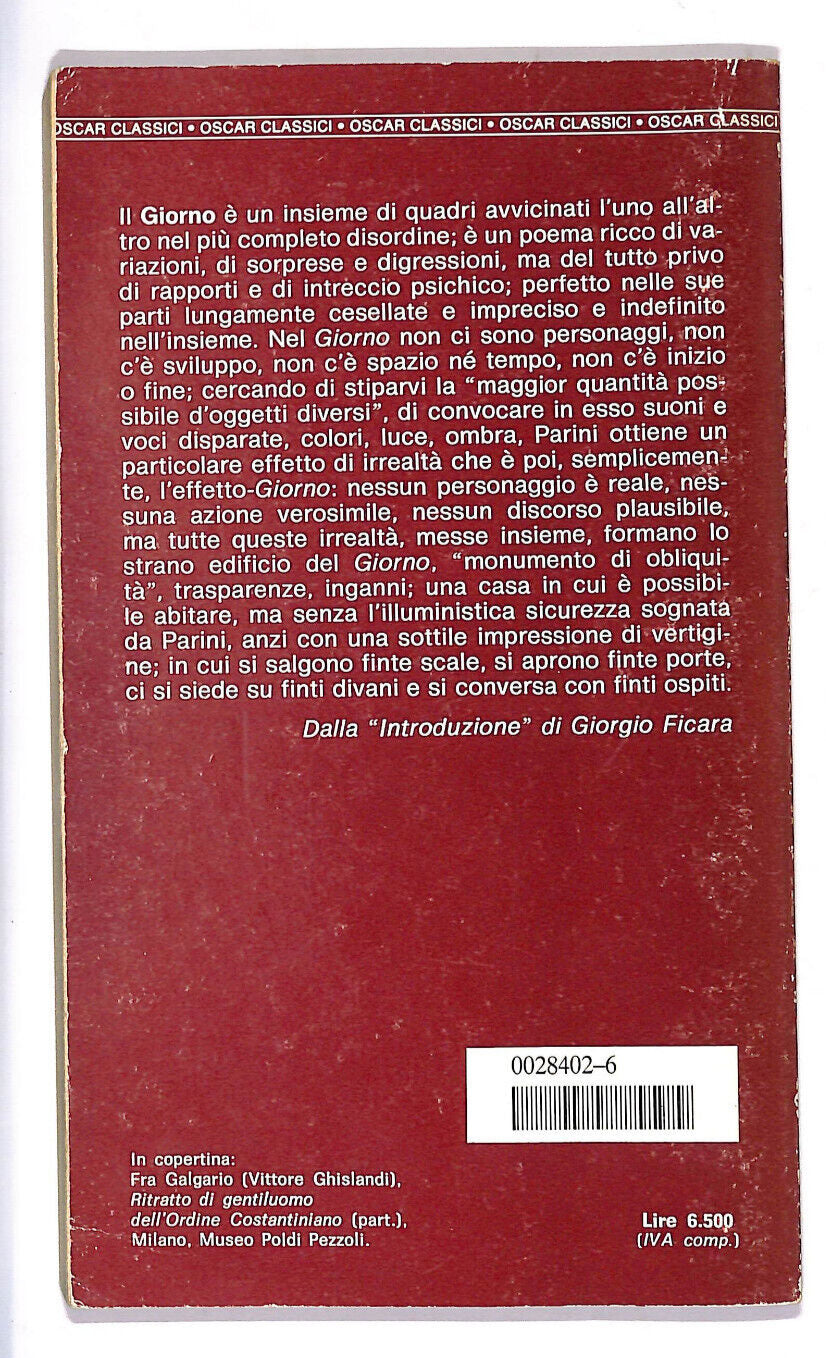 OSCAR CLASSICI • OSCAR CLASSICI • OSCAR CLASSICI • OSCAR CLASSICI • OSCAR CLASSICI
Il Giorno è un insieme di quadri avvicinati l'uno all'al-
tro nel più completo disordine; è un poema ricco di va-
riazioni, di sorprese e digressioni, ma del tutto privo
di rapporti e di intreccio psichico; perfetto nelle sue
parti lungamente cesellate e impreciso e indefinito
nell'insieme. Nel Giorno non ci sono personaggi, non
c'è sviluppo, non c'è spazio né tempo, non c'è inizio
o fine; cercando di stiparvi la "maggior quantità pos-
sibile d'oggetti diversi", di convocare in esso suoni e
voci disparate, colori, luce, ombra, Parini ottiene un
particolare effetto di irrealtà che è poi, semplicemen-
te, l'effetto-Giorno: nessun personaggio è reale, nes-
suna azione verosimile, nessun discorso plausibile,
ma tutte queste irrealtà, messe insieme, formano lo
strano edificio del Giorno, "monumento di obliqui-
tà", trasparenze, inganni; una casa in cui è possibi-
le abitare, ma senza l'illuministica sicurezza sognata
da Parini, anzi con una sottile impressione di vertigi-
ne; in cui si salgono finte scale, si aprono finte porte,
ci si siede su finti divani e si conversa con finti ospiti.
Dalla "Introduzione" di Giorgio Ficara
0028402-6
In copertina:
Fra Galgario (Vittore Ghislandi),
Ritratto di gentiluomo
dell'Ordine Costantiniano (part.),
Milano, Museo Poldi Pezzoli.
Lire 6.500
(IVA comp.)